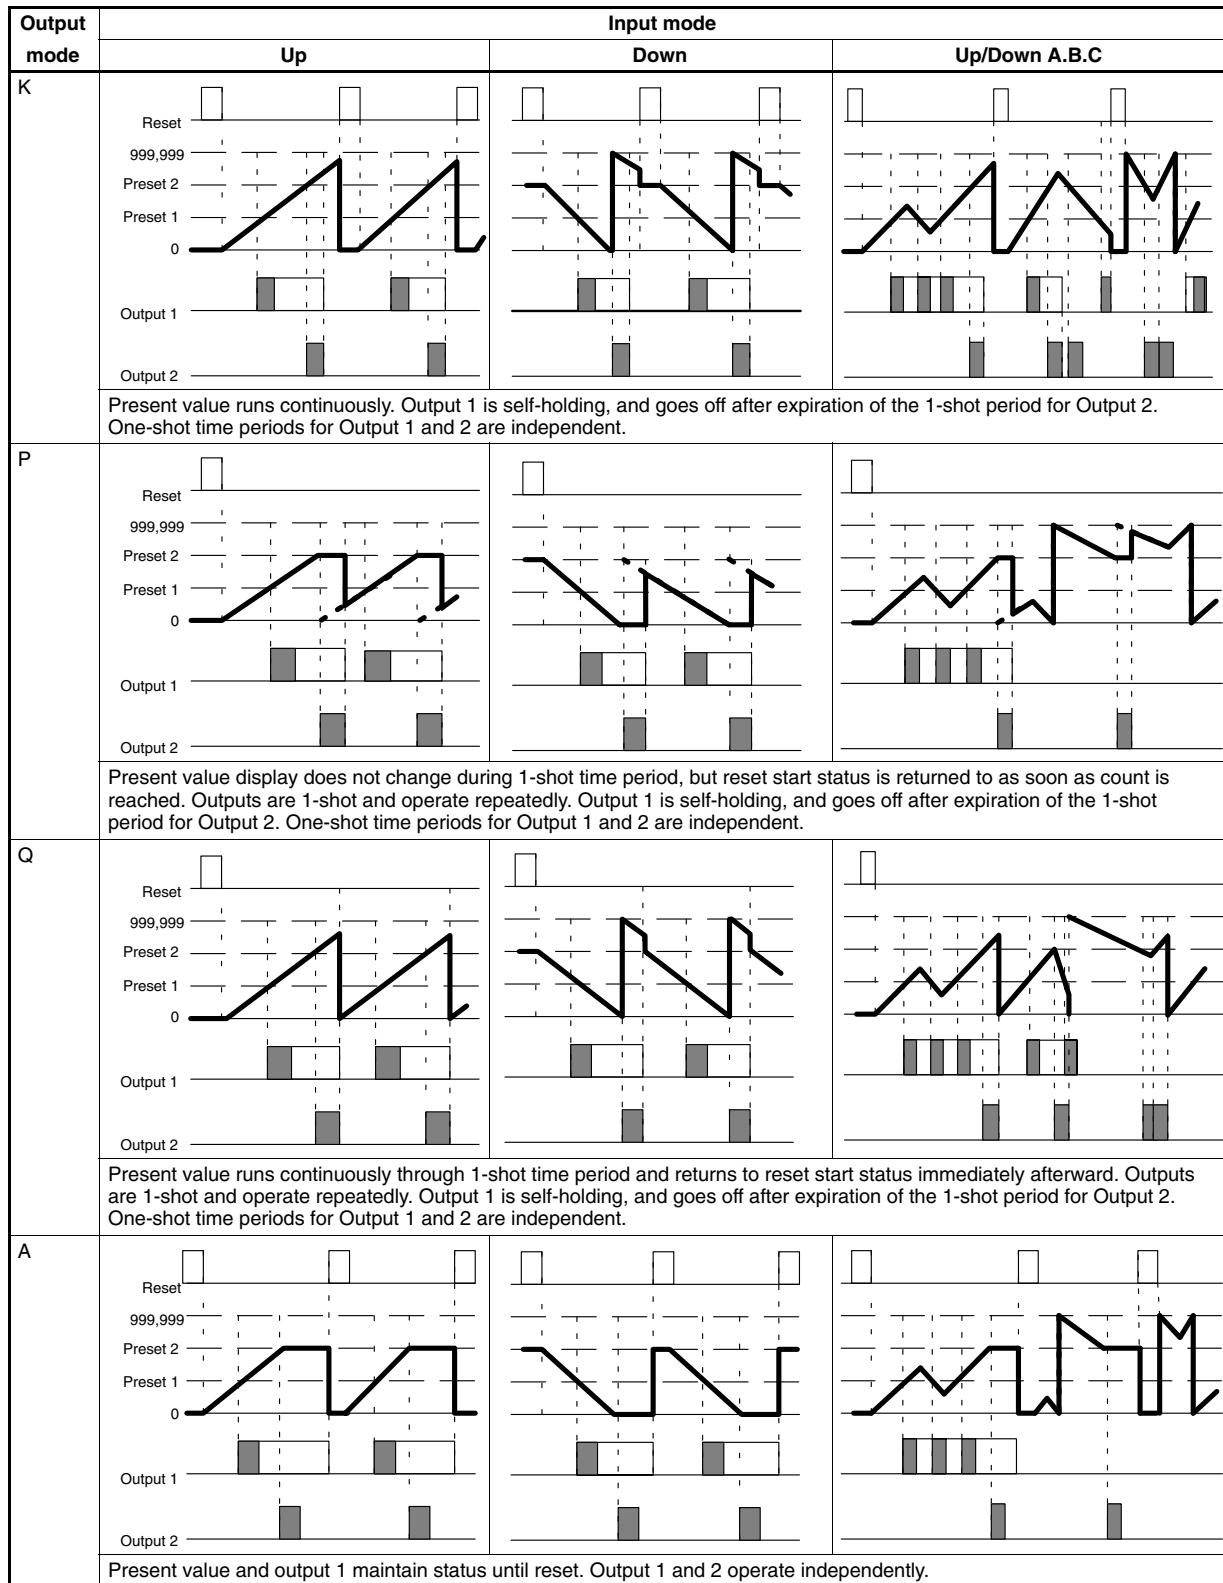 Output mode
Input mode
Up
Down
Up/Down A.B.C
K
Reset
999,999
Preset 2
Preset 1
0
Output 1
Output 2
Present value runs continuously. Output 1 is self-holding, and goes off after expiration of the 1-shot period for Output 2.
One-shot time periods for Output 1 and 2 are independent.
P
Reset
999,999
Preset 2
Preset 1
0
Output 1
Output 2
Present value display does not change during 1-shot time period, but reset start status is returned to as soon as count is
reached. Outputs are 1-shot and operate repeatedly. Output 1 is self-holding, and goes off after expiration of the 1-shot
period for Output 2. One-shot time periods for Output 1 and 2 are independent.
Q
Reset
999,999
Preset 2
Preset 1
0
Output 1
Output 2
Present value runs continuously through 1-shot time period and returns to reset start status immediately afterward. Outputs
are 1-shot and operate repeatedly. Output 1 is self-holding, and goes off after expiration of the 1-shot period for Output 2.
One-shot time periods for Output 1 and 2 are independent.
A
Reset
999,999
Preset 2
Preset 1
0
Output 1
Output 2
Present value and output 1 maintain status until reset. Output 1 and 2 operate independently.